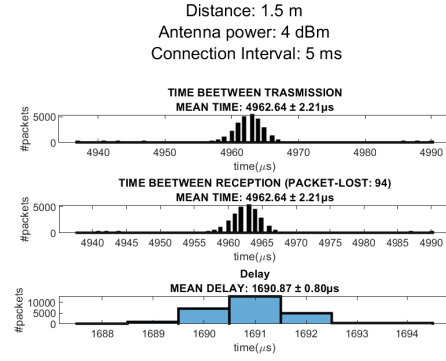 Distance: 1.5 m
Antenna power: 4 dBm
Connection Interval: 5 ms
TIME BEETWEEN TRASMISSION
MEAN TIME: 4962.64 ± 2.21μs
5000
0
#packets
4940 4950 4960 4970 4980 4990
time(μs)
TIME BEETWEEN RECEPTION (PACKET-LOST: 94)
MEAN TIME: 4962.64 ± 2.21μs
5000
0
#packets
4940 4945 4950 4955 4960 4965 4970 4975 4980 4985 4990
time(μs)
Delay
MEAN DELAY: 1690.87 ± 0.80μs
10000
5000
0
#packets
1688 1689 1690 1691 1692 1693 1694
time(μs)